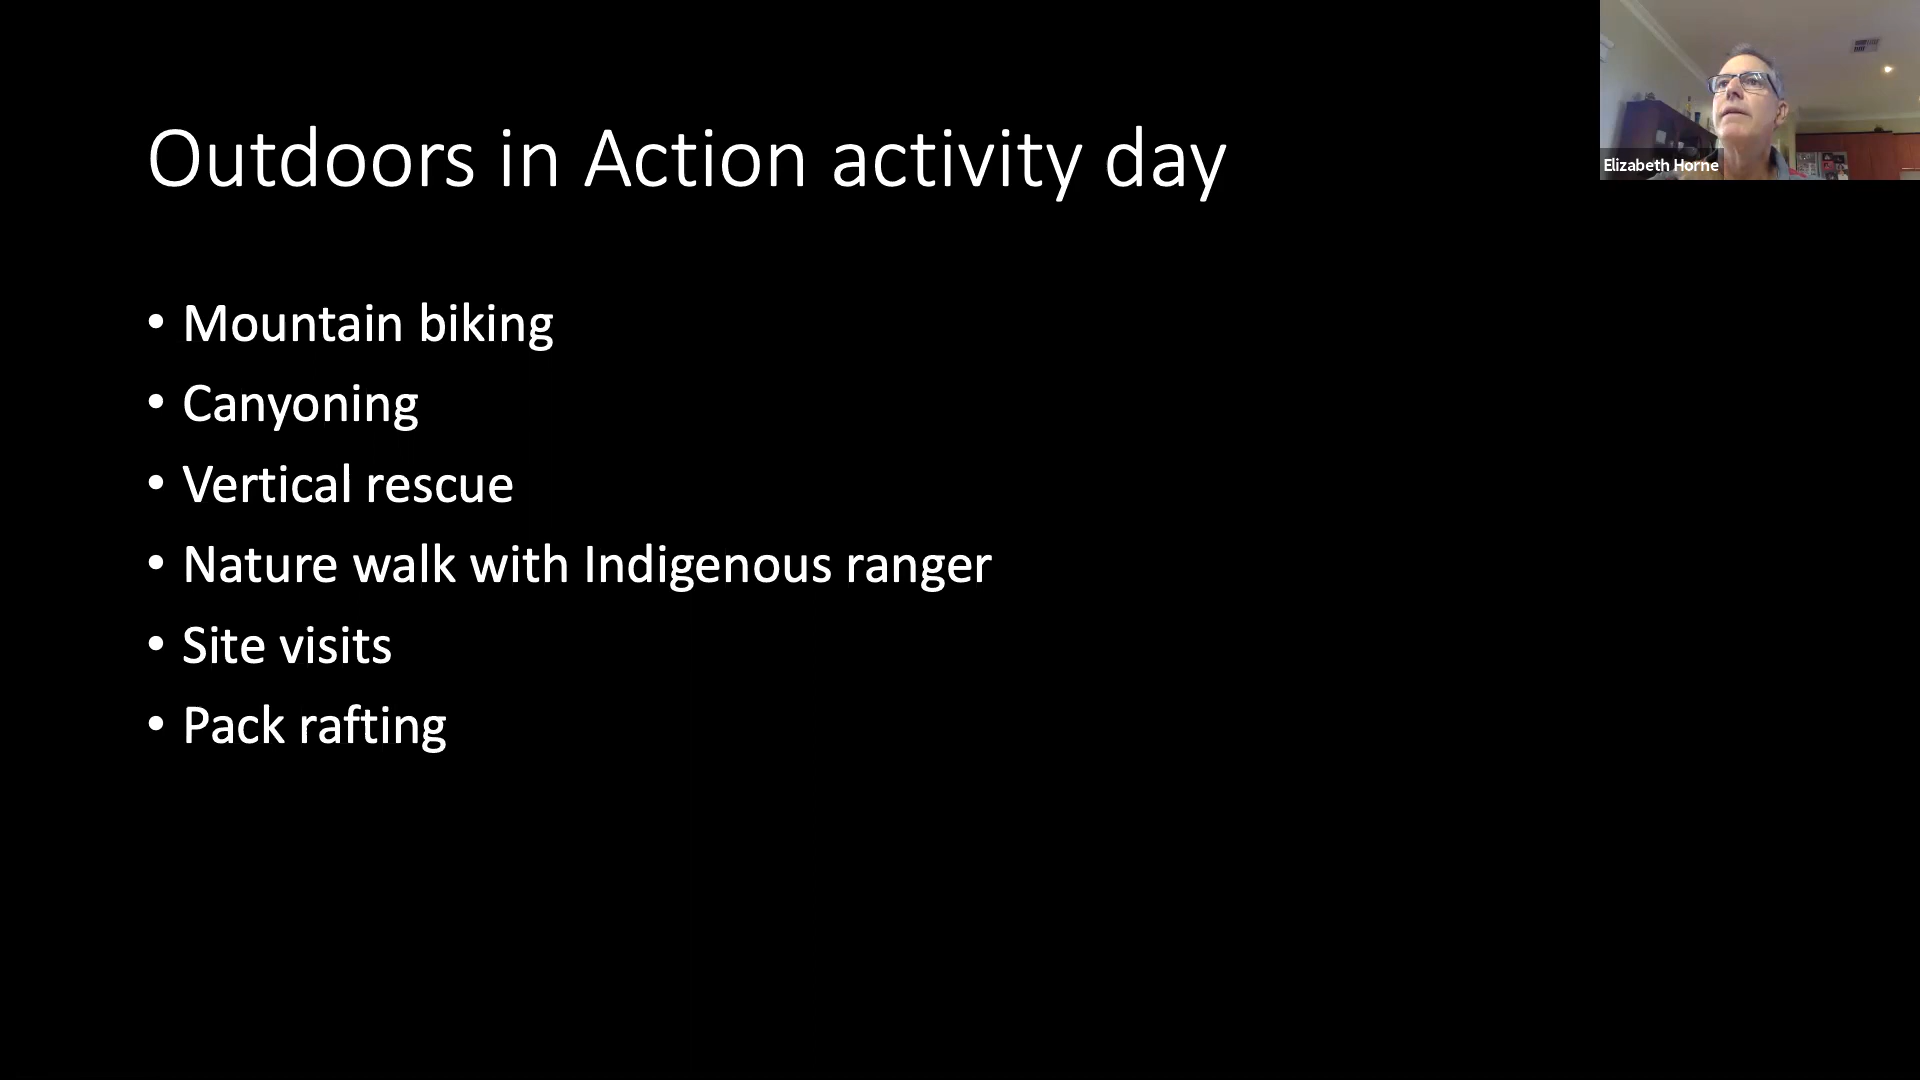 Outdoors in Action activity day
• Mountain biking
• Canyoning
• Vertical rescue
• Nature walk with Indigenous ranger
• Site visits
• Pack rafting
Elizabeth Horne